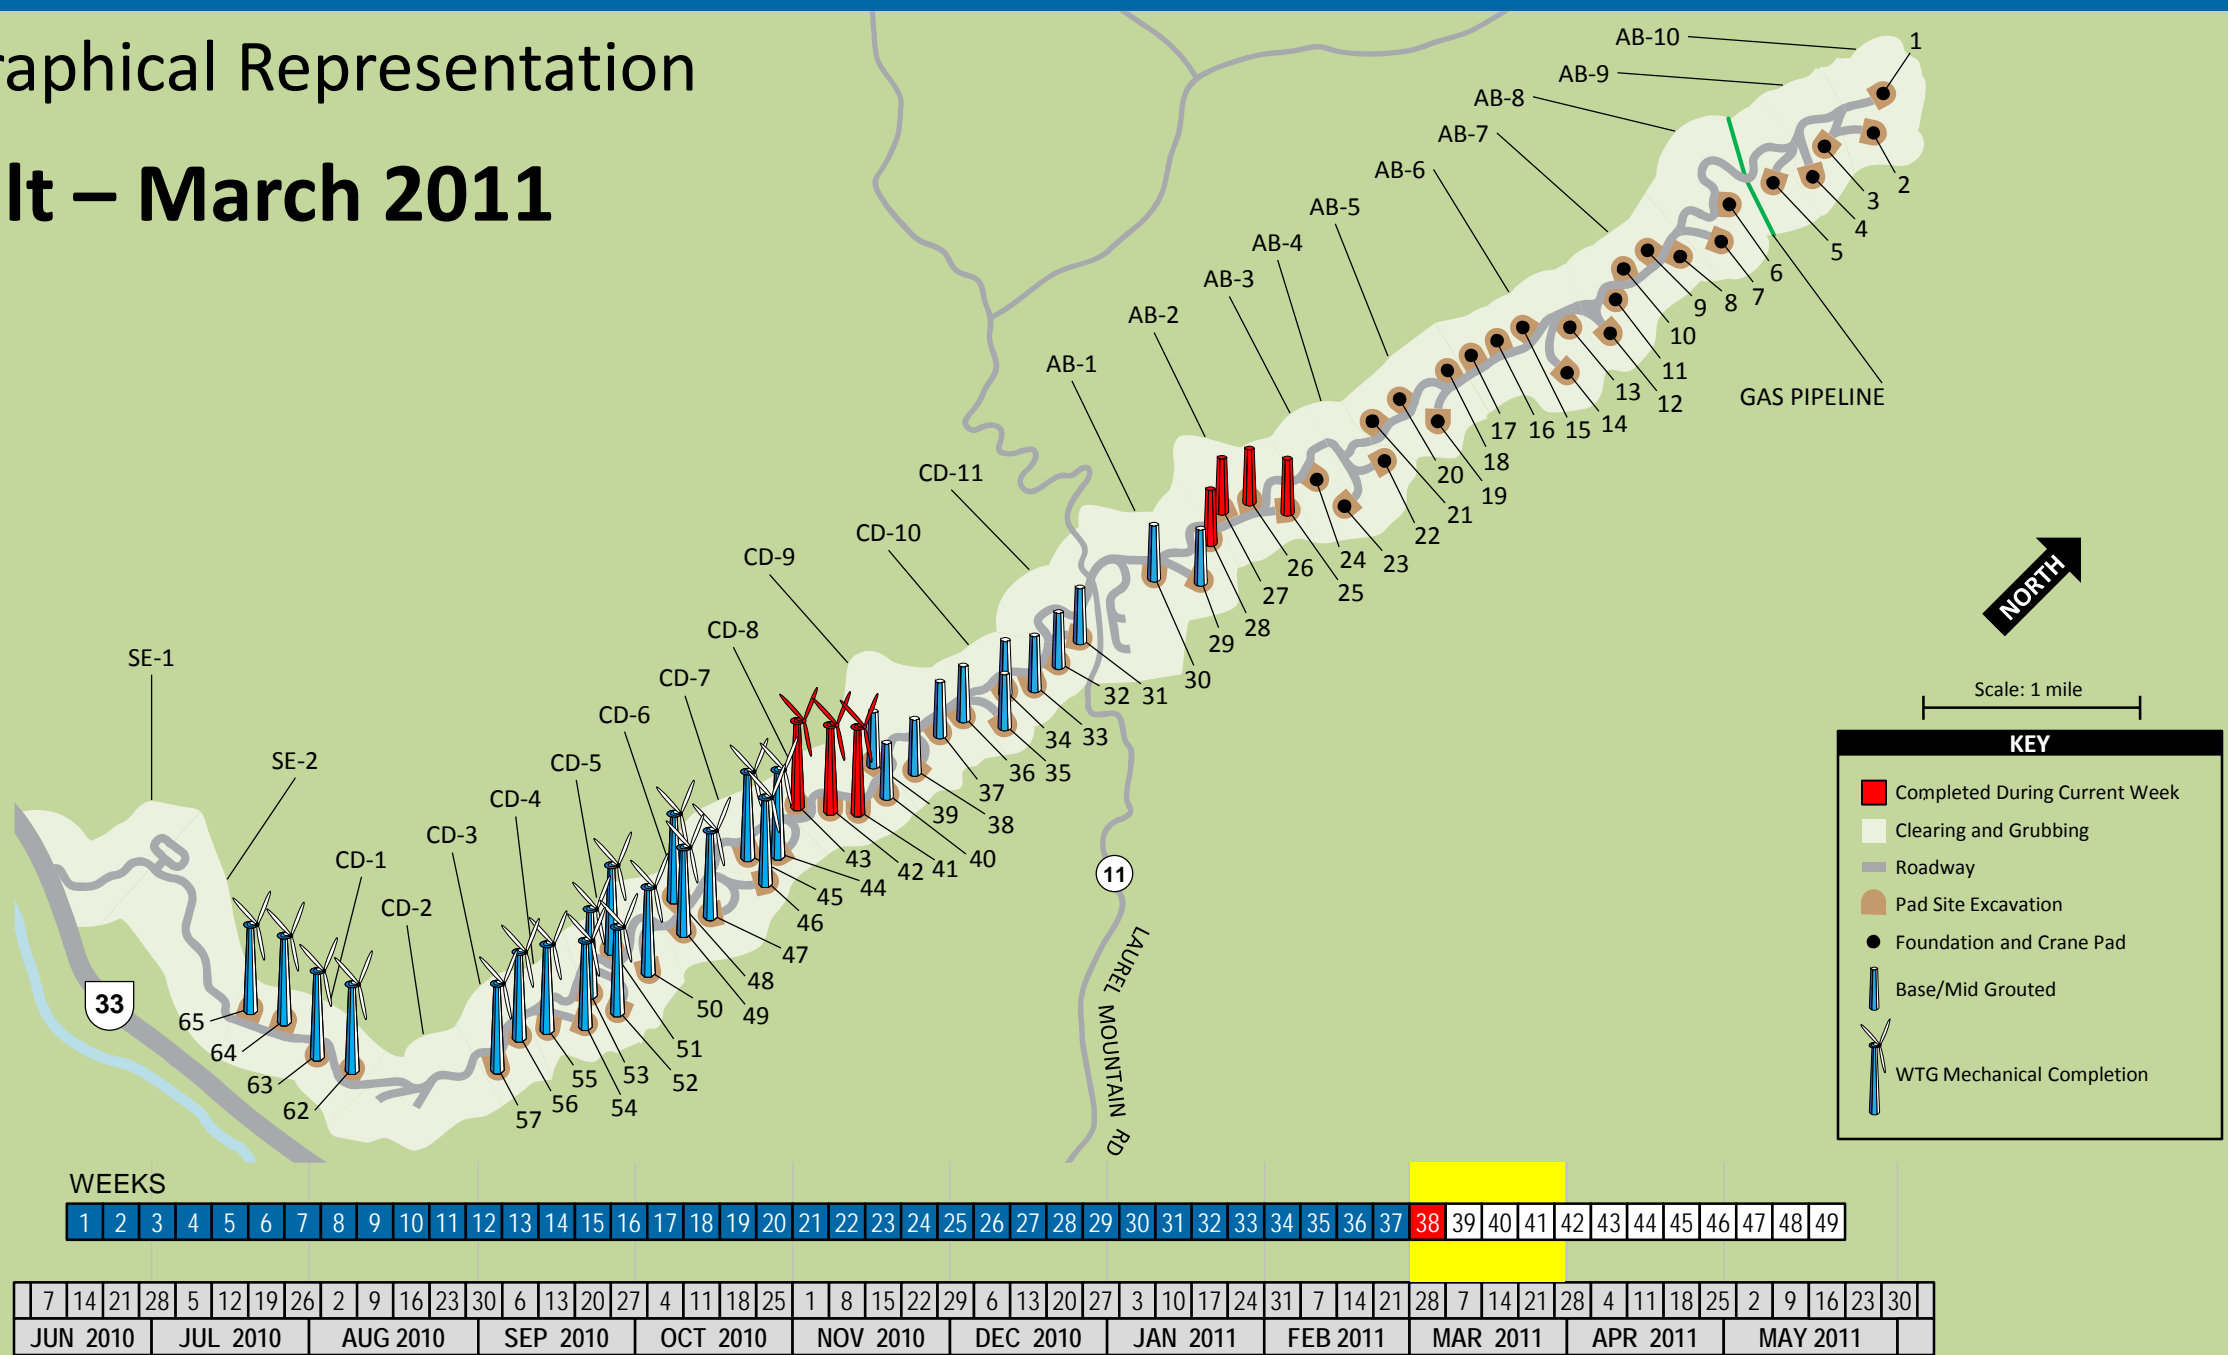 raphical Representation
lt – March 2011
AB-10
1
AB-9
AB-8
AB-7
AB-6
AB-5
AB-4
AB-3
AB-2
AB-1
CD-11
CD-10
CD-9
CD-8
CD-7
CD-6
CD-5
CD-4
CD-3
CD-2
CD-1
SE-2
SE-1
2
3
4
5
6
7
8
9
10
11
12
13
14
15
16
17
18
19
20
21
22
23
24
25
26
27
28
29
30
31
32
33
34
35
36
37
38
39
40
41
42
43
44
45
46
47
48
49
50
51
52
53
54
55
56
57
62
63
64
65
GAS PIPELINE
NORTH
Scale: 1 mile
KEY
Completed During Current Week
Clearing and Grubbing
Roadway
Pad Site Excavation
Foundation and Crane Pad
Base/Mid Grouted
WTG Mechanical Completion
11
LAUREL MOUNTAIN RD
33
WEEKS
1 2 3 4 5 6 7 8 9 10 11 12 13 14 15 16 17 18 19 20 21 22 23 24 25 26 27 28 29 30 31 32 33 34 35 36 37 38 39 40 41 42 43 44 45 46 47 48 49
7 14 21 28 5 12 19 26 2 9 16 23 30 6 13 20 27 4 11 18 25 1 8 15 22 29 6 13 20 27 3 10 17 24 31 7 14 21 28 7 14 21 28 4 11 18 25 2 9 16 23 30
JUN 2010 JUL 2010 AUG 2010 SEP 2010 OCT 2010 NOV 2010 DEC 2010 JAN 2011 FEB 2011 MAR 2011 APR 2011 MAY 2011